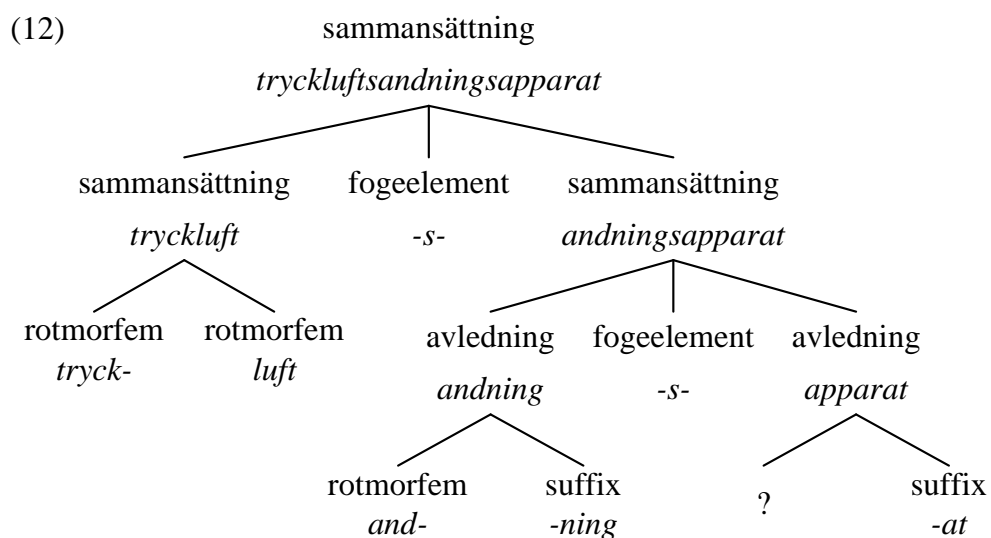 (12) sammansättning
tryckluftsandningsapparat
sammansättning fogeelement sammansättning
tryckluft -s- andningsapparat
rotmorfem rotmorfem avledning fogeelement avledning
tryck- luft andning -s- apparat
rotmorfem suffix ? suffix
and- -ning -at